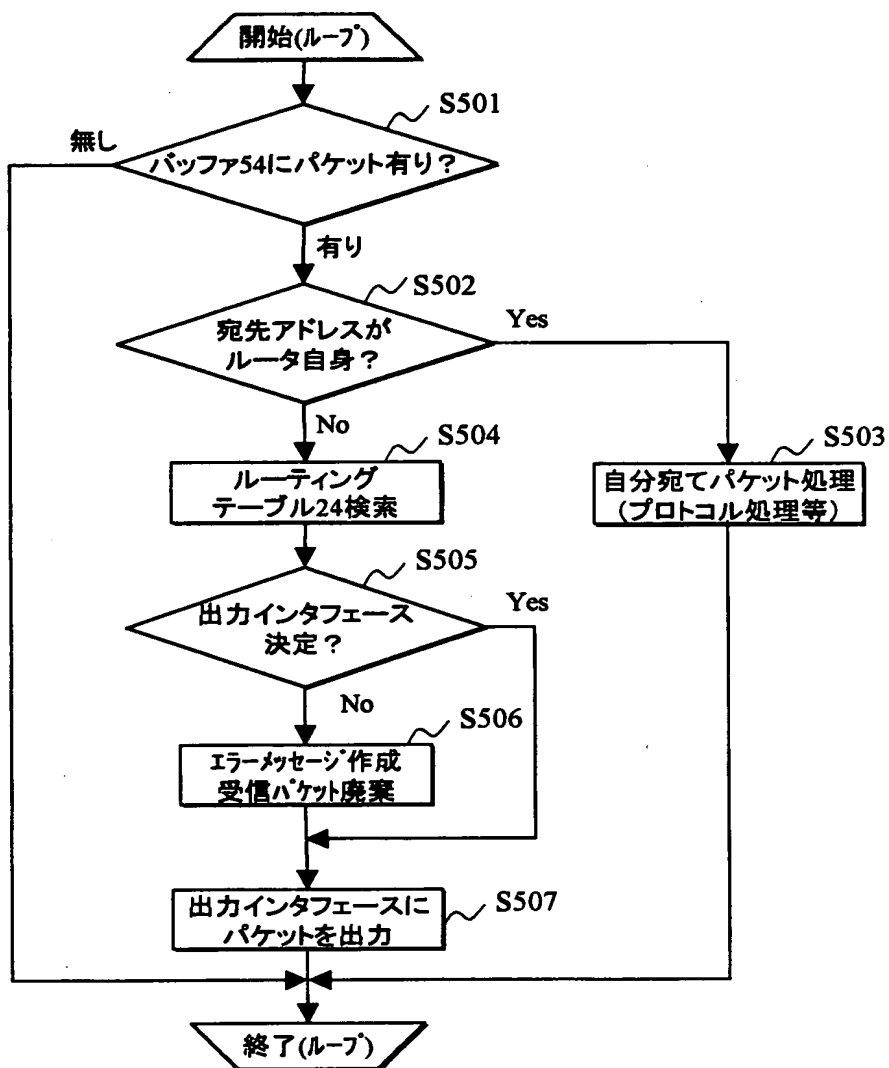 開始(ループ)
S501
無し
バッファ54にパケット有り？
有り
S502
宛先アドレスが
ルータ自身？
Yes
No
S504
ルーティング
テーブル24検索
S503
自分宛てパケット処理
(プロトコル処理等)
S505
出力インタフェース
決定？
Yes
No
S506
ｴﾗｰﾒｯｾｰｼﾞ作成
受信ﾊﾟｹｯﾄ廃棄
出力インタフェースに
パケットを出力
S507
終了(ループ)